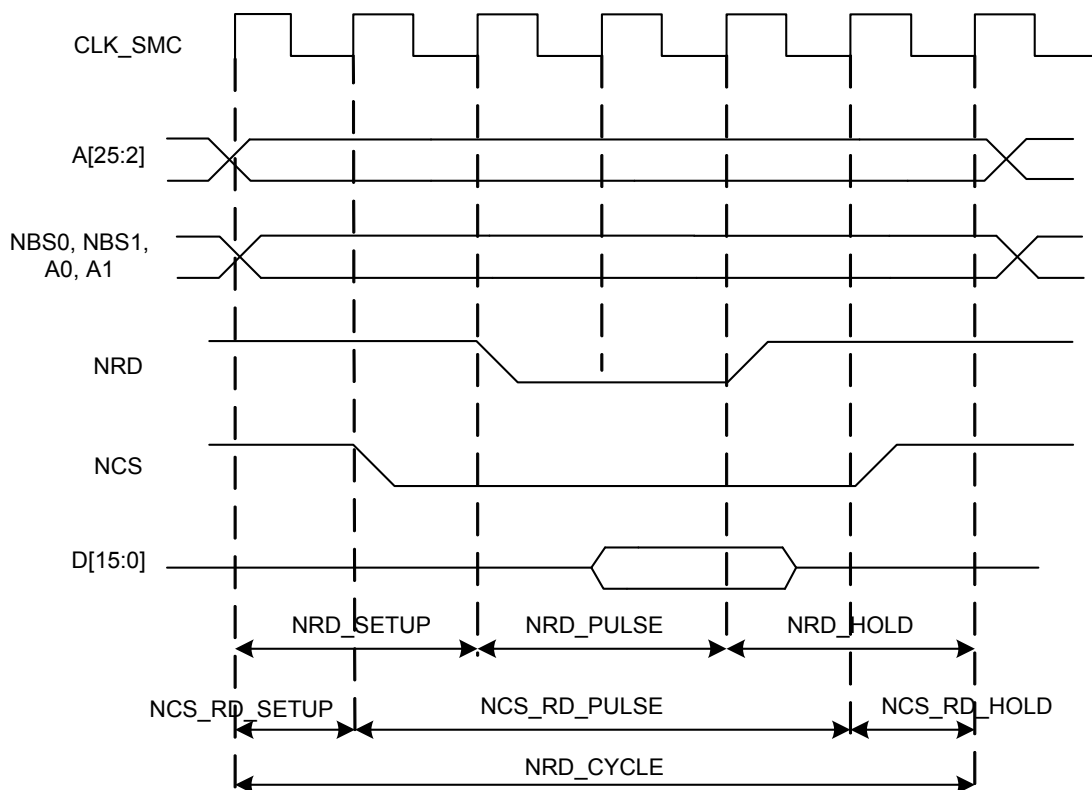 CLK_SMC
A[25:2]
NBS0, NBS1,
A0, A1
NRD
NCS
D[15:0]
NRD_SETUP NRD_PULSE NRD_HOLD
NCS_RD_SETUP NCS_RD_PULSE NCS_RD_HOLD
NRD_CYCLE